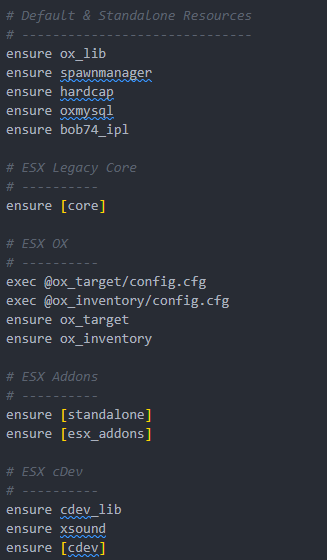 # Default & Standalone Resources
# -----------------------------
ensure ox_lib
ensure spawnmanager
ensure hardcap
ensure oxmysql
ensure bob74_ipl
# ESX Legacy Core
# ----------
ensure [core]
# ESX OX
# ----------
exec @ox_target/config.cfg
exec @ox_inventory/config.cfg
ensure ox_target
ensure ox_inventory
# ESX Addons
# ----------
ensure [standalone]
ensure [esx_addons]
# ESX cDev
# ----------
ensure cdev_lib
ensure xsound
ensure [cdev]